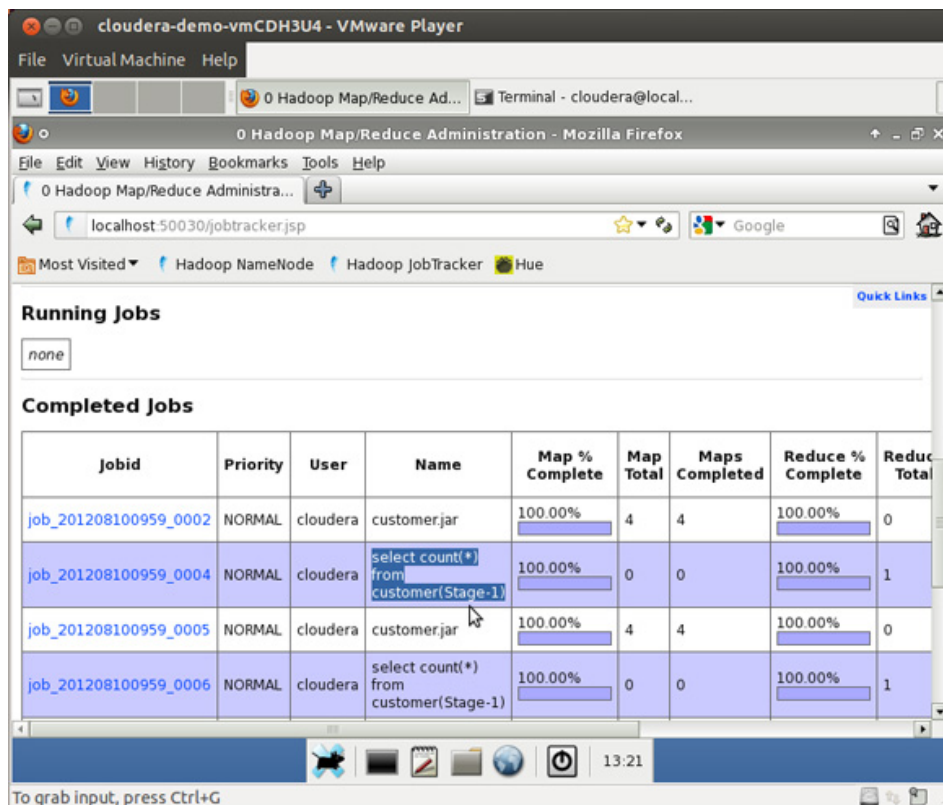 cloudera-demo-vmCDH3U4 - VMware Player
File Virtual Machine Help
0 Hadoop Map/Reduce Ad... Terminal - cloudera@local...
0 Hadoop Map/Reduce Administration - Mozilla Firefox
File Edit View History Bookmarks Tools Help
0 Hadoop Map/Reduce Administra...
localhost:50030/jobtracker.jsp Google
Most Visited Hadoop NameNode Hadoop JobTracker Hue
Quick Links
Running Jobs
none
Completed Jobs
Jobid Priority User Name Map % Complete Map Total Maps Completed Reduce % Complete Reduc Total
job_201208100959_0002 NORMAL cloudera customer.jar 100.00% 4 4 100.00% 0
job_201208100959_0004 NORMAL cloudera select count(*) from customer(Stage-1) 100.00% 0 0 100.00% 1
job_201208100959_0005 NORMAL cloudera customer.jar 100.00% 4 4 100.00% 0
job_201208100959_0006 NORMAL cloudera select count(*) from customer(Stage-1) 100.00% 0 0 100.00% 1
13:21
To grab input, press Ctrl+G